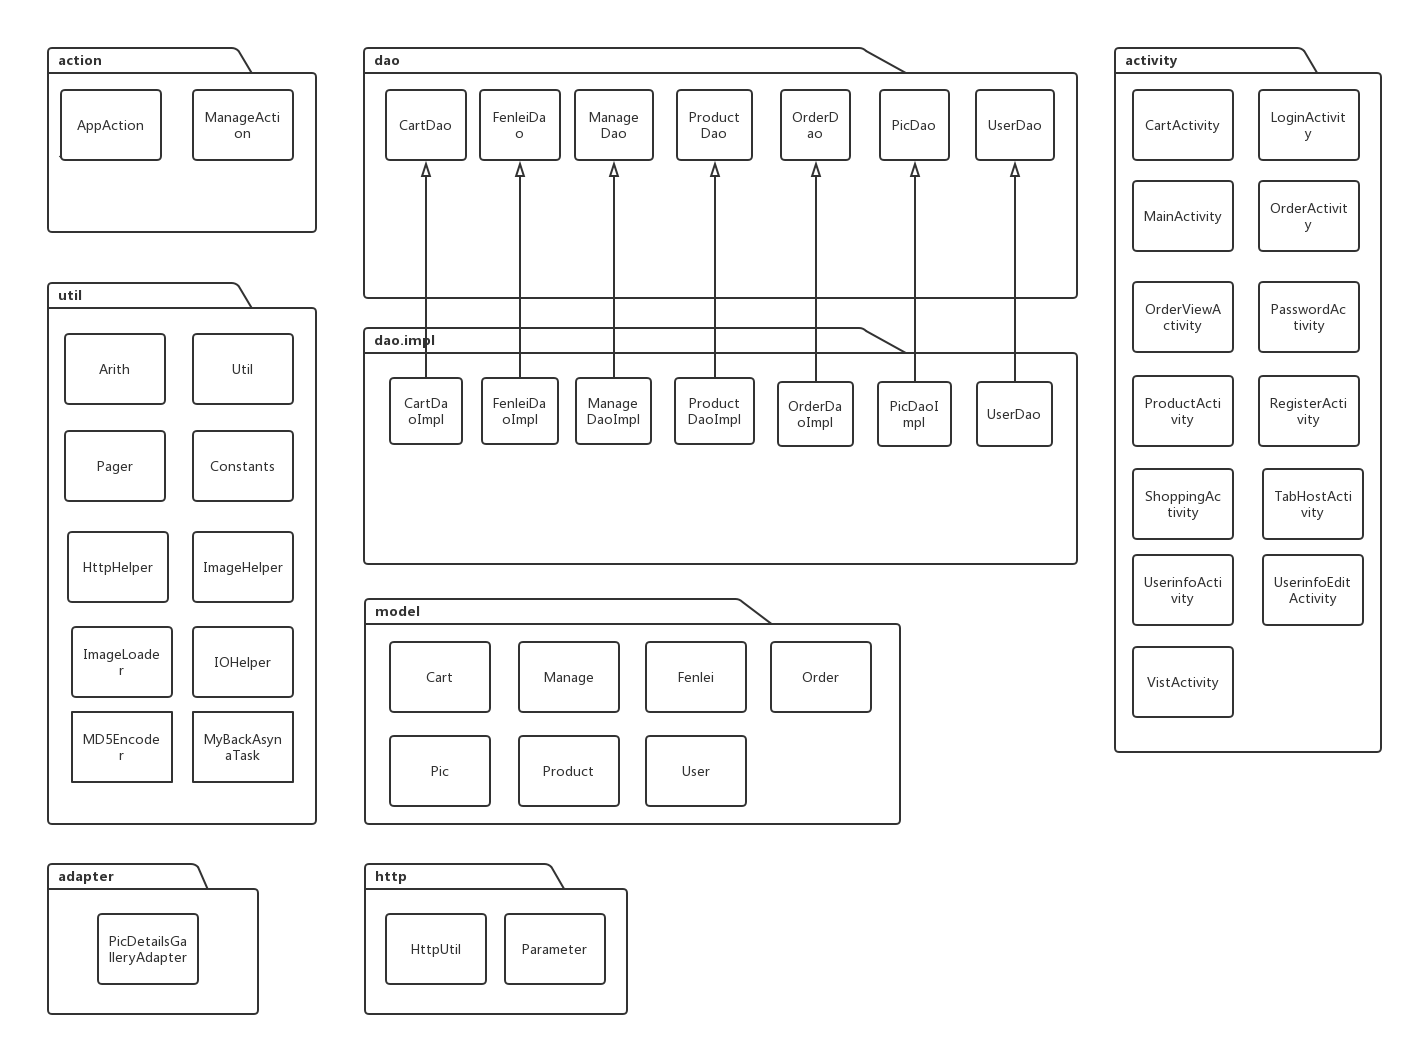 action
AppAction
ManageActi
on
dao
CartDao
FenleiDa
o
Manage
Dao
Product
Dao
OrderD
ao
PicDao
UserDao
activity
CartActivity
LoginActivit
y
MainActivity
OrderActivit
y
OrderViewA
ctivity
PasswordAc
tivity
ProductActi
vity
RegisterActi
vity
ShoppingAc
tivity
TabHostActi
vity
UserinfoActi
vity
UserinfoEdit
Activity
VistActivity
util
Arith
Util
Pager
Constants
HttpHelper
ImageHelper
ImageLoade
r
IOHelper
MD5Encode
r
MyBackAsyn
aTask
dao.impl
CartDa
oImpl
FenleiDa
oImpl
Manage
DaoImpl
Product
DaoImpl
OrderDa
oImpl
PicDaoI
mpl
UserDao
model
Cart
Manage
Fenlei
Order
Pic
Product
User
adapter
PicDetailsGa
lleryAdapter
http
HttpUtil
Parameter